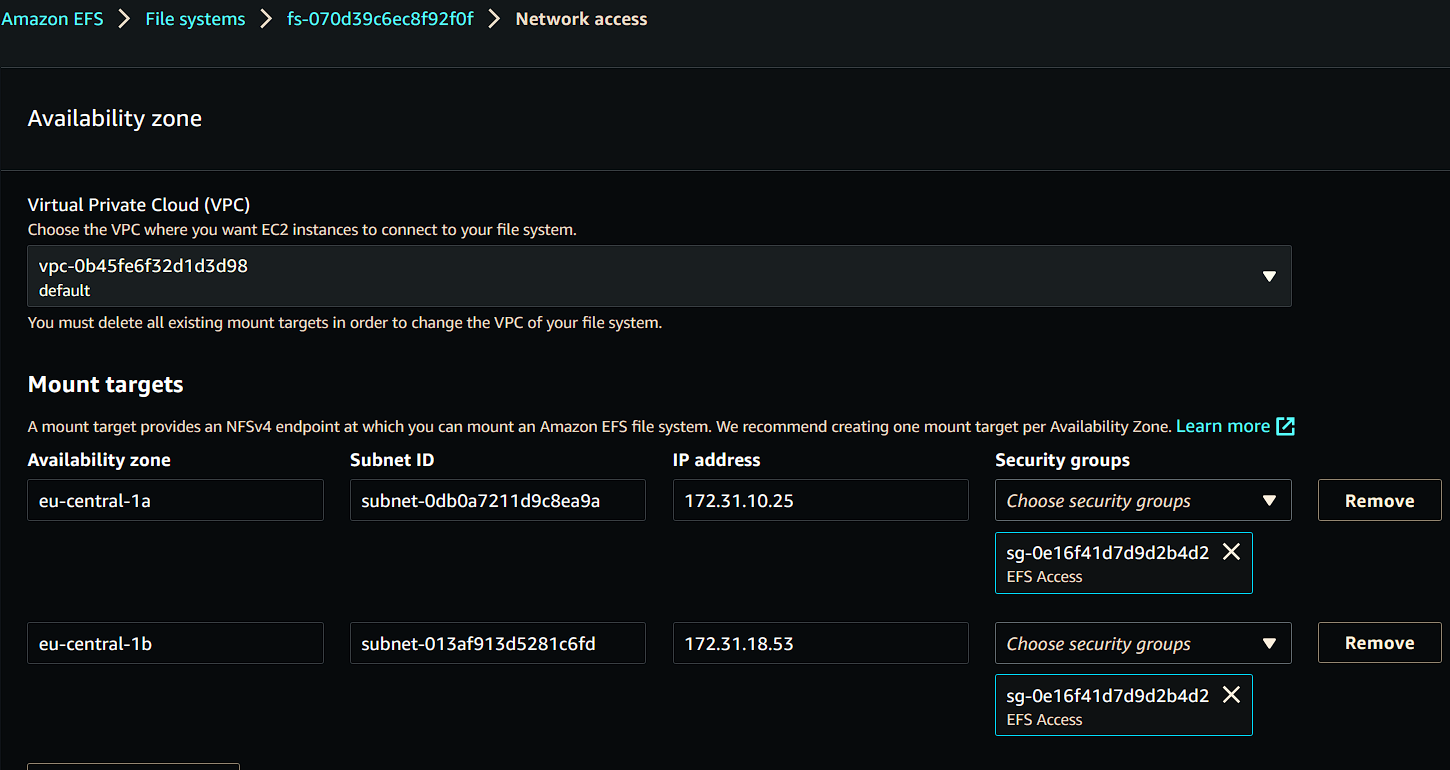 Amazon EFS > File systems > fs-070d39c6ec8f92f0f > Network access
Availability zone
Virtual Private Cloud (VPC)
Choose the VPC where you want EC2 instances to connect to your file system.
vpc-0b45fe6f32d1d3d98
default
You must delete all existing mount targets in order to change the VPC of your file system.
Mount targets
A mount target provides an NFSv4 endpoint at which you can mount an Amazon EFS file system. We recommend creating one mount target per Availability Zone. Learn more
Availability zone Subnet ID IP address Security groups
eu-central-1a subnet-0db0a7211d9c8ea9a 172.31.10.25 Choose security groups Remove
sg-0e16f41d7d9d2b4d2
EFS Access
eu-central-1b subnet-013af913d5281c6fd 172.31.18.53 Choose security groups Remove
sg-0e16f41d7d9d2b4d2
EFS Access